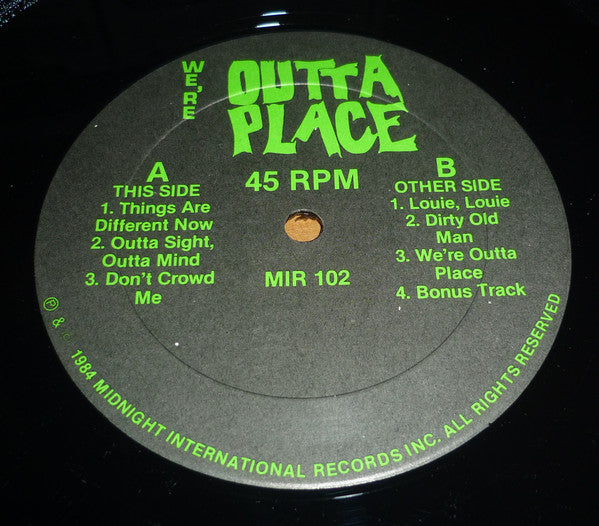 WE'RE
OUTTA
PLACE
A
THIS SIDE
1. Things Are
Different Now
2. Outta Sight,
Outta Mind
3. Don't Crowd
Me
45 RPM
MIR 102
B
OTHER SIDE
1. Louie, Louie
2. Dirty Old
Man
3. We're Outta
Place
4. Bonus Track
℗ & © 1984 MIDNIGHT INTERNATIONAL RECORDS INC. ALL RIGHTS RESERVED